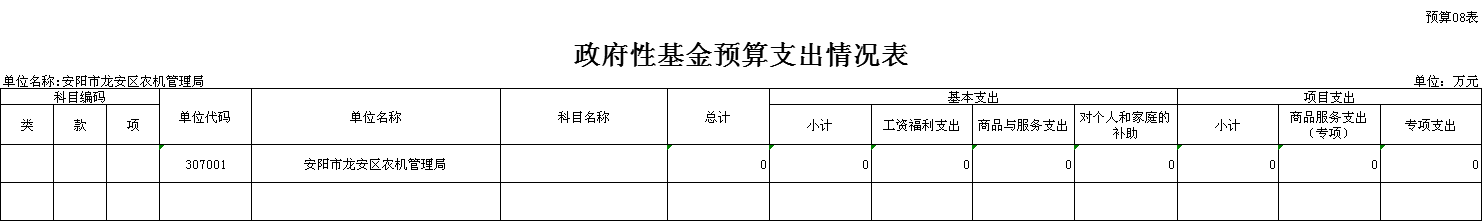 预算08表
政府性基金预算支出情况表
单位名称:安阳市龙安区农机管理局 单位：万元
科目编码 单位代码 单位名称 科目名称 总计 基本支出 项目支出
类 款 项 小计 工资福利支出 商品与服务支出 对个人和家庭的补助 小计 商品服务支出（专项） 专项支出
307001 安阳市龙安区农机管理局 0 0 0 0 0 0 0 0